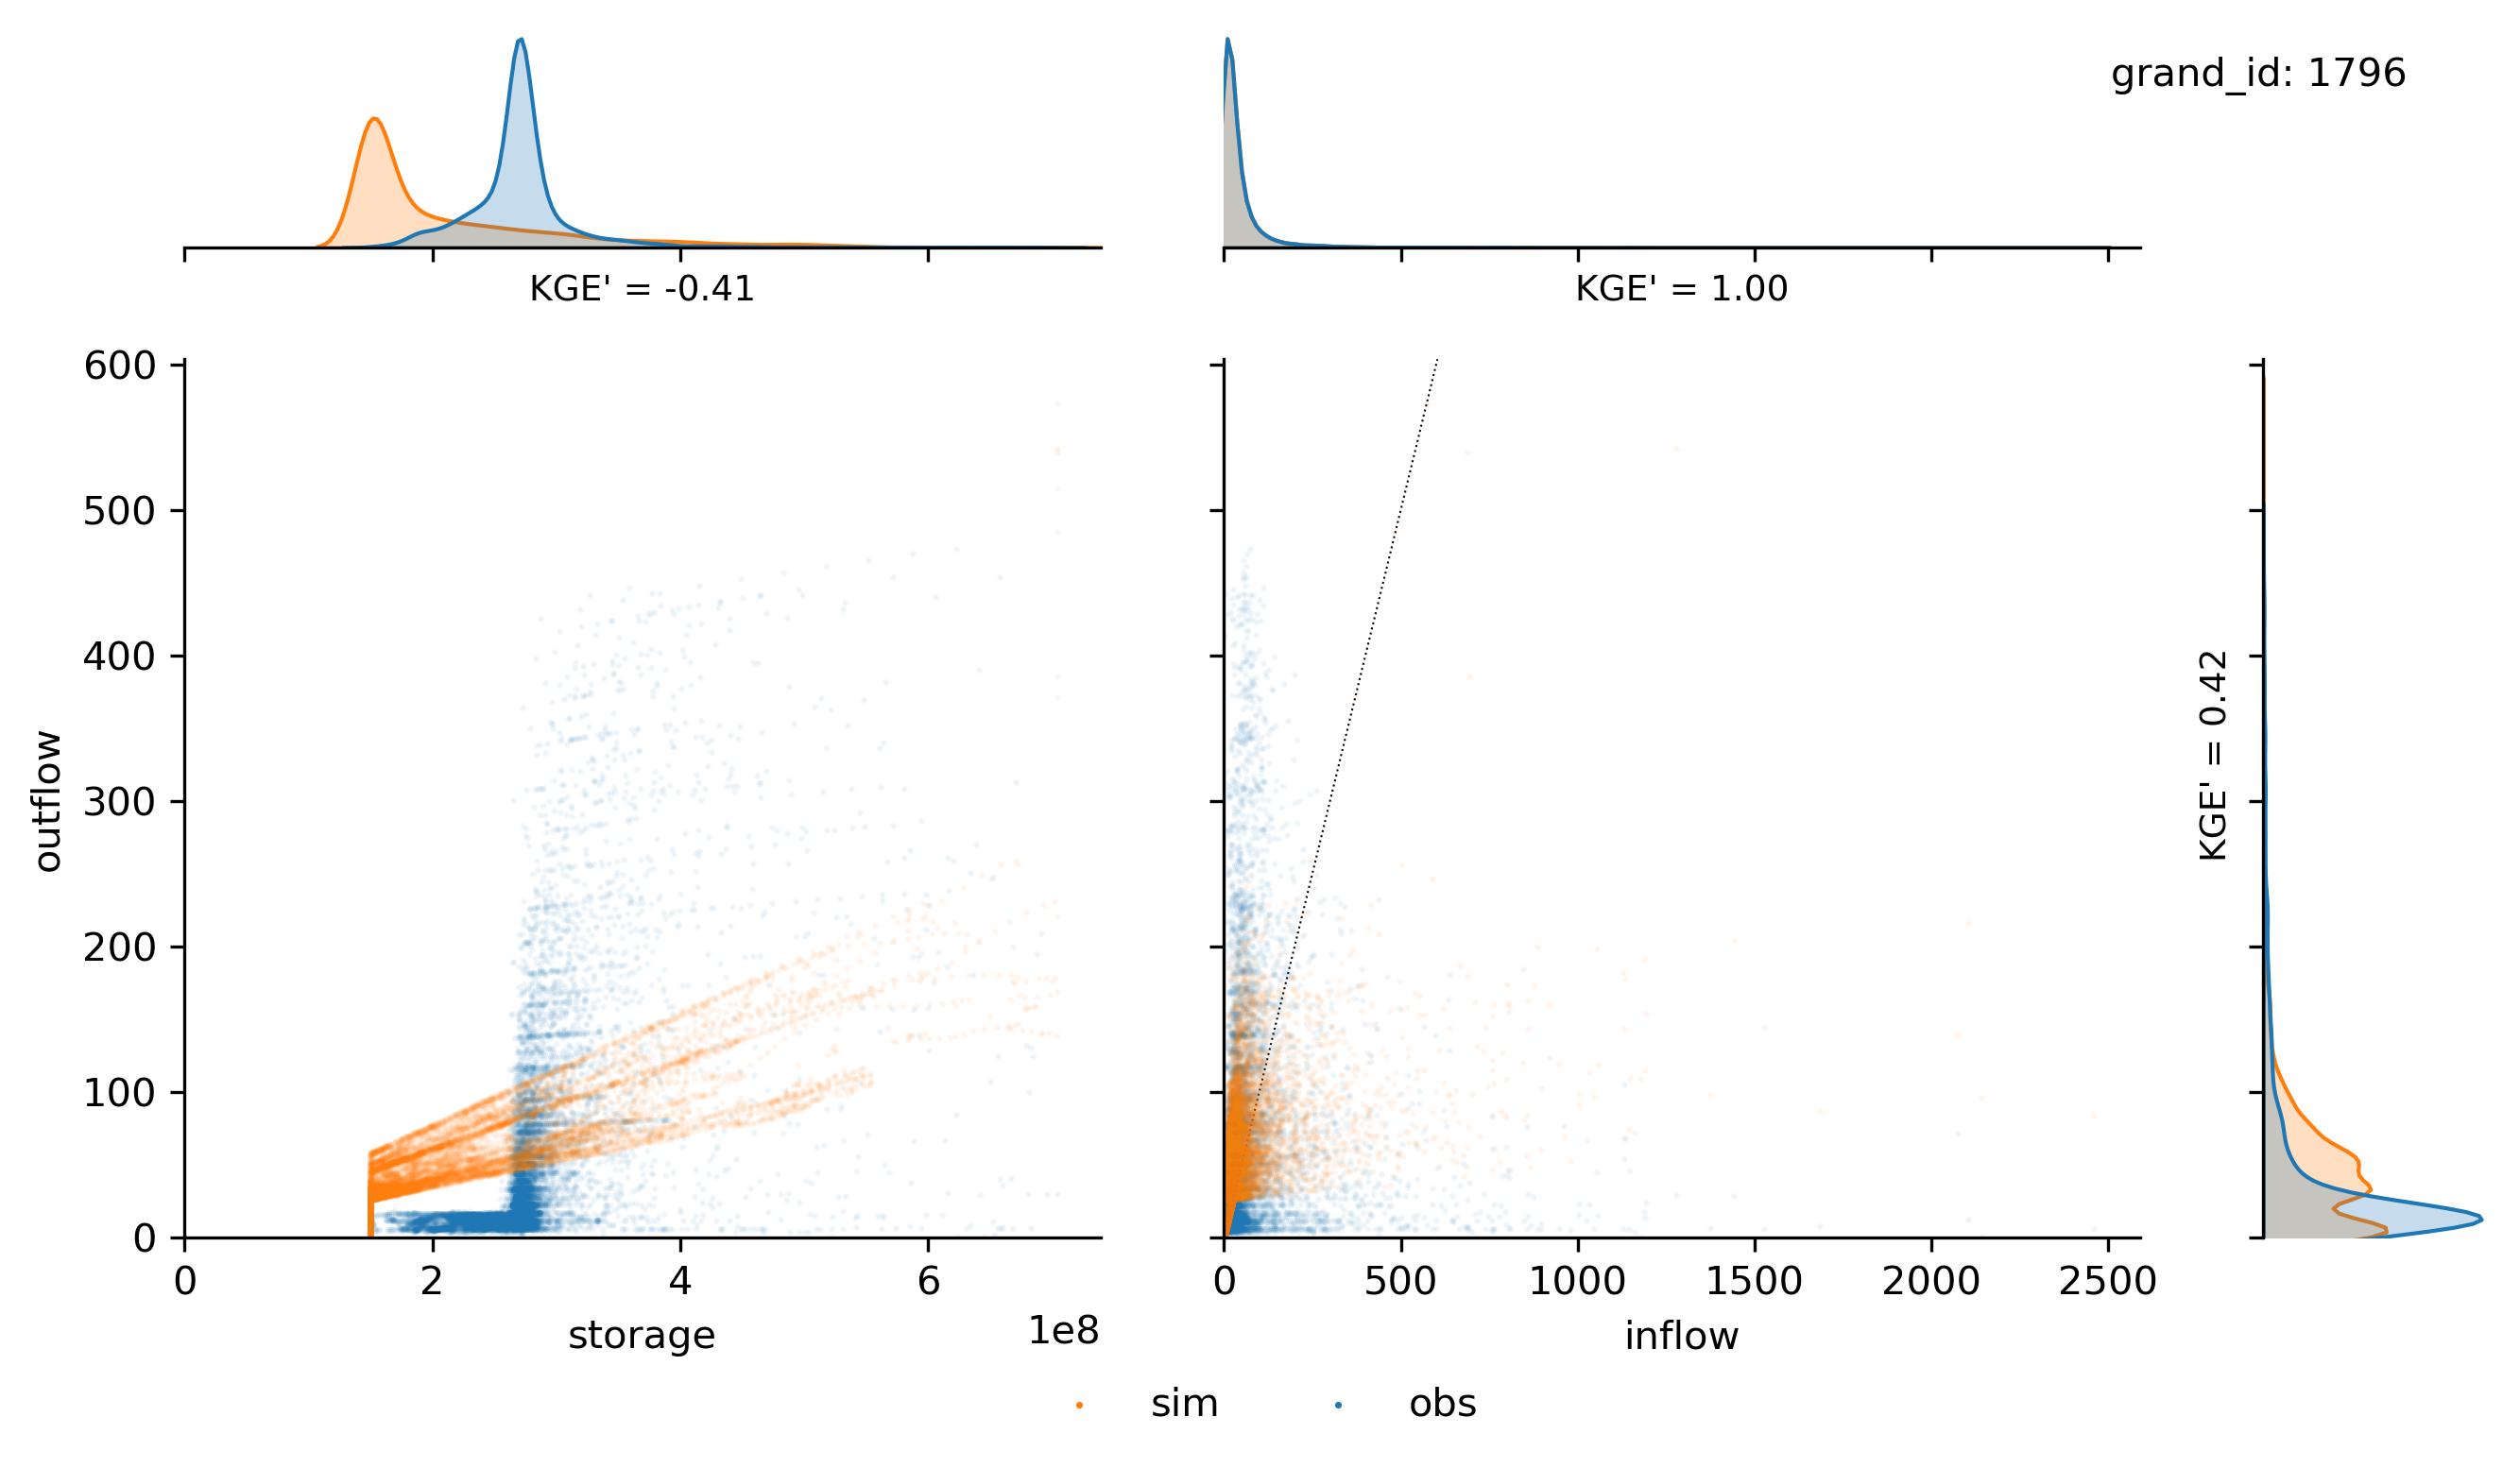 grand_id: 1796
KGE' = -0.41
KGE' = 1.00
600
500
400
300
200
100
0
outflow
KGE' = 0.42
0 2 4 6
0 500 1000 1500 2000 2500
storage
1e8
inflow
sim obs